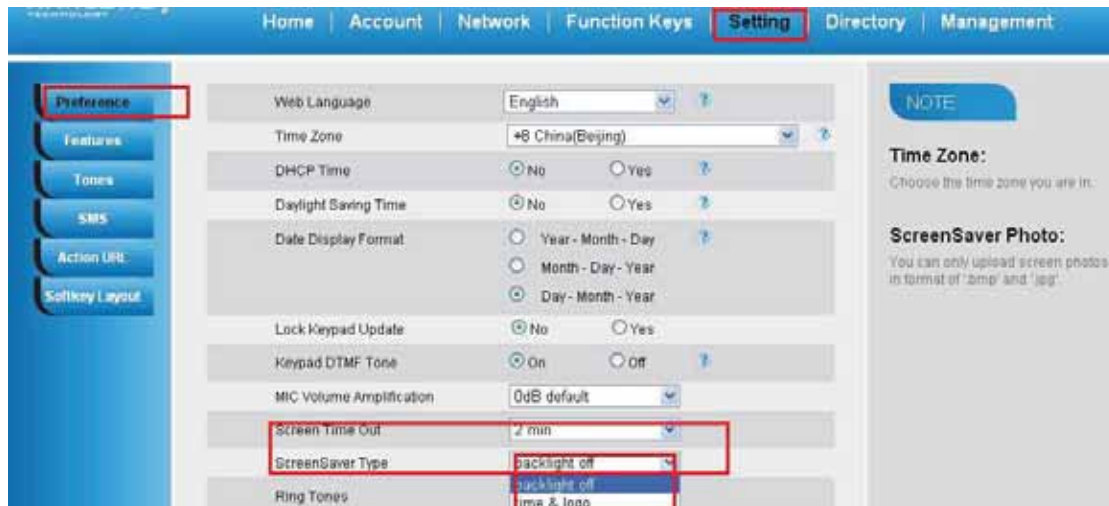 Home | Account | Network | Function Keys | Setting | Directory | Management
Preference
Features
Tones
SMS
Action URL
Softkey Layout
Web Language English ?
Time Zone +8 China(Beijing) ?
DHCP Time No Yes ?
Daylight Saving Time No Yes ?
Date Display Format Year - Month - Day ?
Month - Day - Year
Day - Month - Year
Lock Keypad Update No Yes
Keypad DTMF Tone On Off ?
MIC Volume Amplification 0dB default
Screen Time Out 2 min
ScreenSaver Type backlight off
backlight off
Ring Tones time & logo
NOTE
Time Zone:
Choose the time zone you are in.
ScreenSaver Photo:
You can only upload screen photos
in format of '.bmp' and '.jpg'.